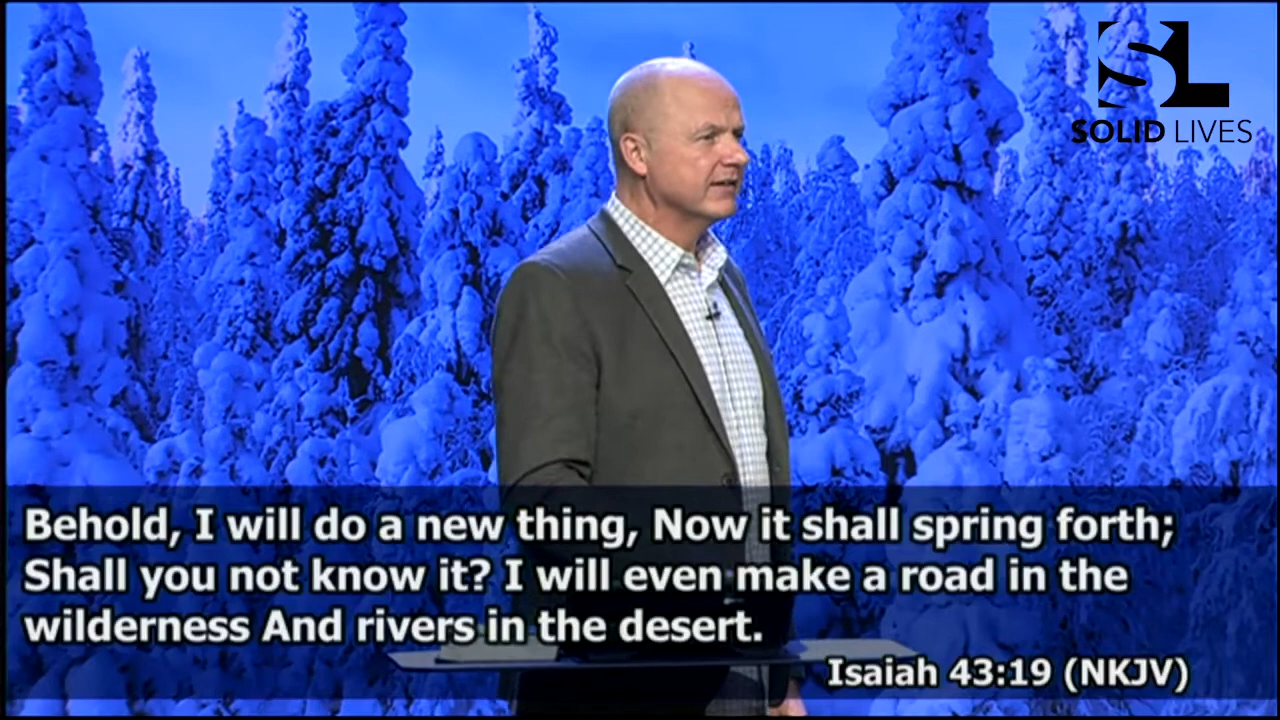 SL
SOLID LIVES
Behold, I will do a new thing, Now it shall spring forth;
Shall you not know it? I will even make a road in the
wilderness And rivers in the desert.
Isaiah 43:19 (NKJV)